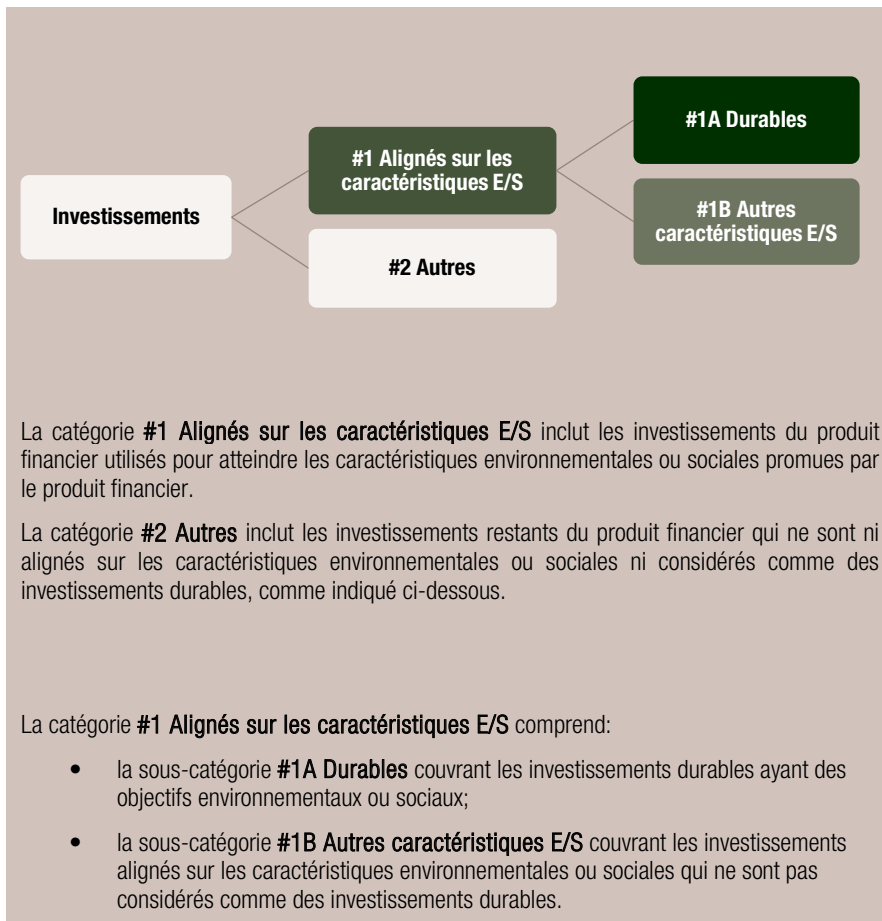 #1A Durables
#1 Alignés sur les
caractéristiques E/S
Investissements
#1B Autres
caractéristiques E/S
#2 Autres
La catégorie #1 Alignés sur les caractéristiques E/S inclut les investissements du produit
financier utilisés pour atteindre les caractéristiques environnementales ou sociales promues par
le produit financier.
La catégorie #2 Autres inclut les investissements restants du produit financier qui ne sont ni
alignés sur les caractéristiques environnementales ou sociales ni considérés comme des
investissements durables, comme indiqué ci-dessous.
La catégorie #1 Alignés sur les caractéristiques E/S comprend:
• la sous-catégorie #1A Durables couvrant les investissements durables ayant des
objectifs environnementaux ou sociaux;
• la sous-catégorie #1B Autres caractéristiques E/S couvrant les investissements
alignés sur les caractéristiques environnementales ou sociales qui ne sont pas
considérés comme des investissements durables.